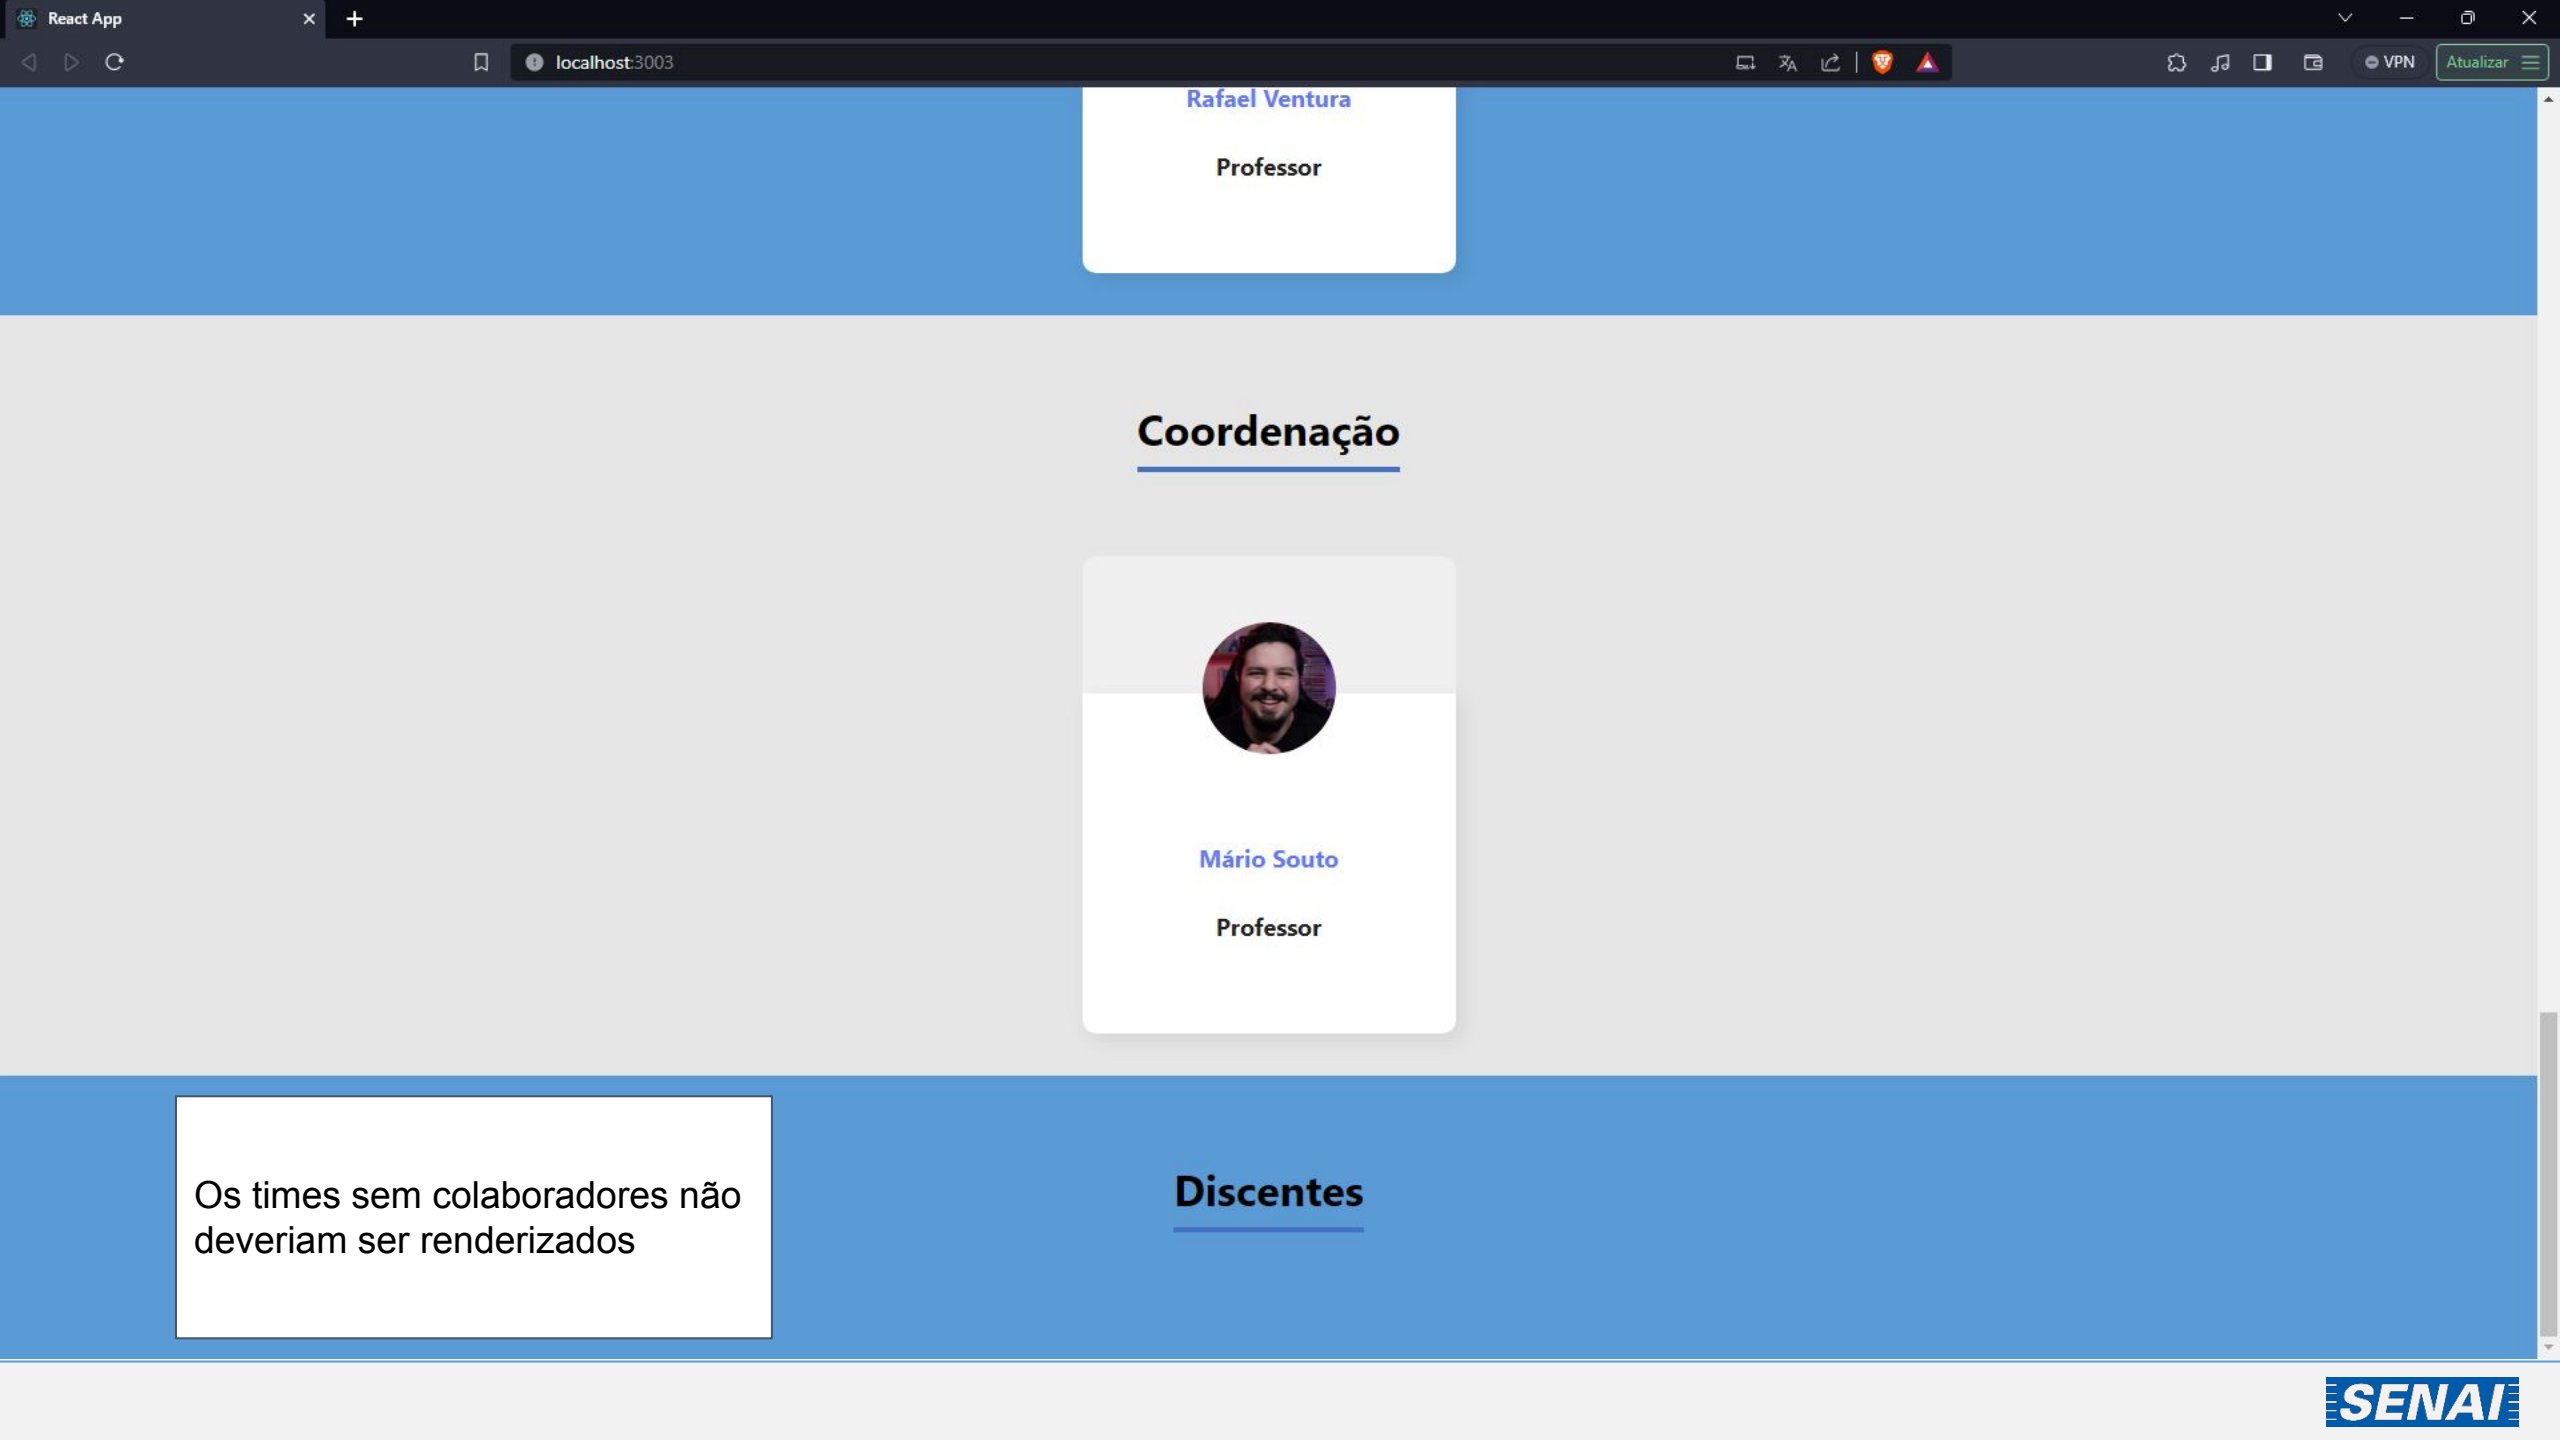 React App
localhost:3003
VPN
Atualizar
Rafael Ventura
Professor
Coordenação
Mário Souto
Professor
Os times sem colaboradores não
deveriam ser renderizados
Discentes
SENAI